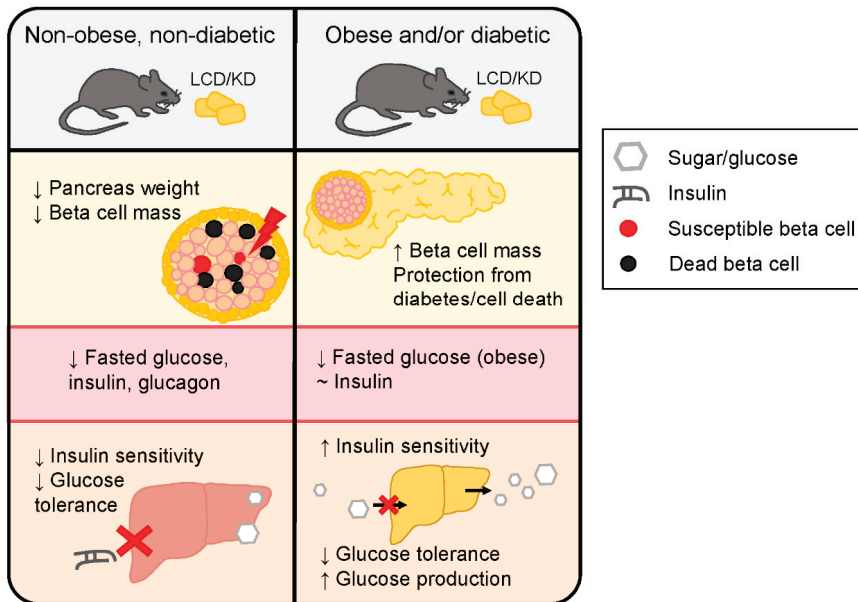 Non-obese, non-diabetic
LCD/KD
Obese and/or diabetic
LCD/KD
↓ Pancreas weight
↓ Beta cell mass
↑ Beta cell mass
Protection from
diabetes/cell death
↓ Fasted glucose,
insulin, glucagon
↓ Fasted glucose (obese)
~ Insulin
↓ Insulin sensitivity
↓ Glucose
tolerance
↑ Insulin sensitivity
↓ Glucose tolerance
↑ Glucose production
Sugar/glucose
Insulin
Susceptible beta cell
Dead beta cell